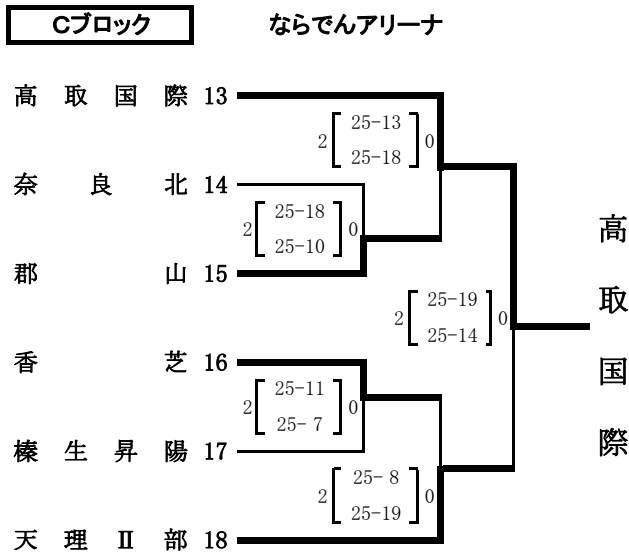 Cブロック ならでんアリーナ
高取国際 13
25-13
2 0
25-18
奈良北 14
25-18
2 0
25-10
郡山 15
25-19
2 0
25-14
高取国際
香芝 16
25-11
2 0
25- 7
榛生昇陽 17
25- 8
2 0
25-19
天理Ⅱ部 18